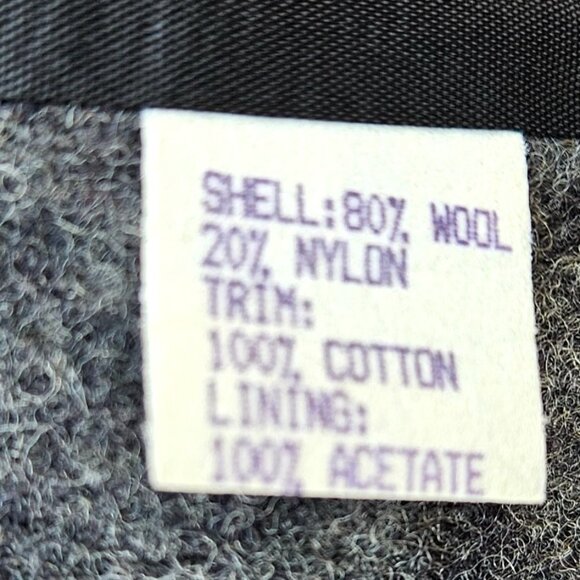 SHELL:80% WOOL
20% NYLON
TRIM:
100% COTTON
LINING:
100% ACETATE